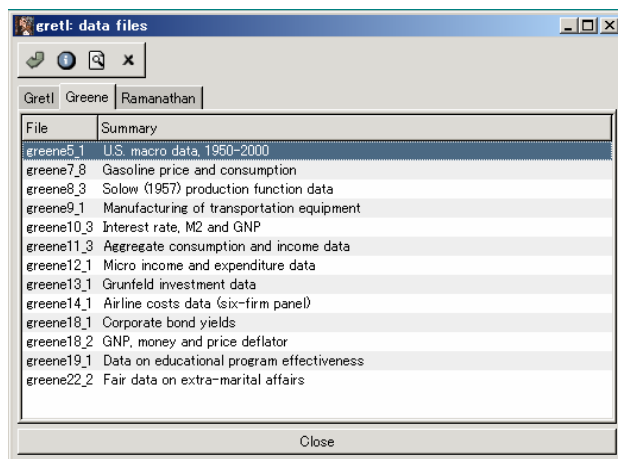 gretl: data files
Gretl Greene Ramanathan
File Summary
greene5_1 U.S. macro data, 1950-2000
greene7_8 Gasoline price and consumption
greene8_3 Solow (1957) production function data
greene9_1 Manufacturing of transportation equipment
greene10_3 Interest rate, M2 and GNP
greene11_3 Aggregate consumption and income data
greene12_1 Micro income and expenditure data
greene13_1 Grunfeld investment data
greene14_1 Airline costs data (six-firm panel)
greene18_1 Corporate bond yields
greene18_2 GNP, money and price deflator
greene19_1 Data on educational program effectiveness
greene22_2 Fair data on extra-marital affairs
Close